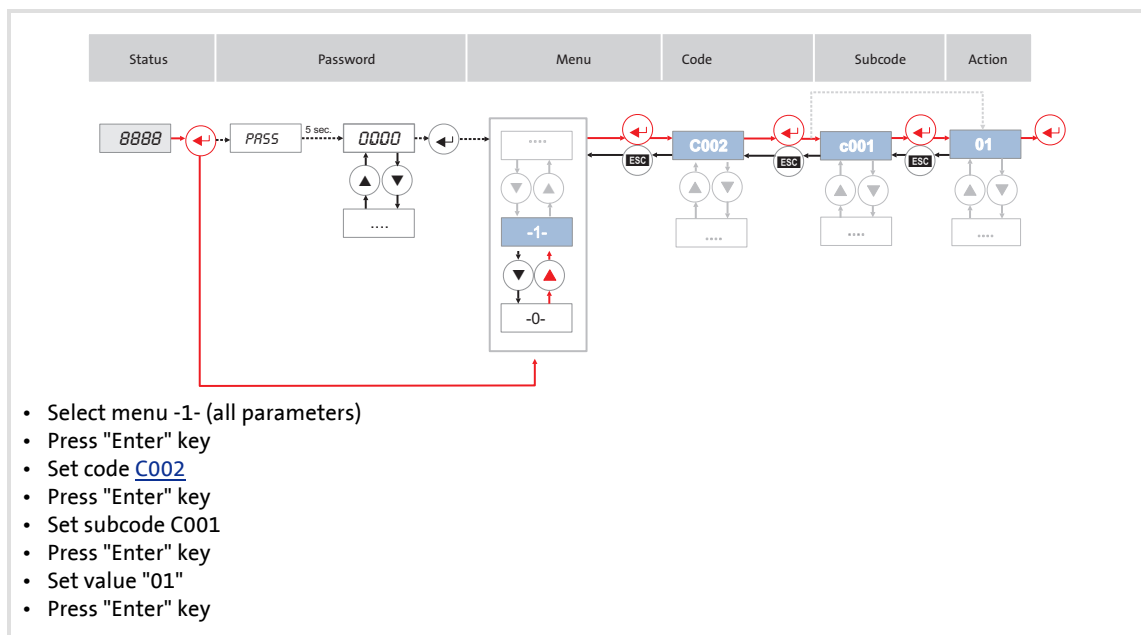 Status Password Menu Code Subcode Action
8888 PASS 5 sec. 0000 .... C002 c001 01
ESC ESC ESC
.... -1- .... .... ....
-0-
• Select menu -1- (all parameters)
• Press "Enter" key
• Set code C002
• Press "Enter" key
• Set subcode C001
• Press "Enter" key
• Set value "01"
• Press "Enter" key